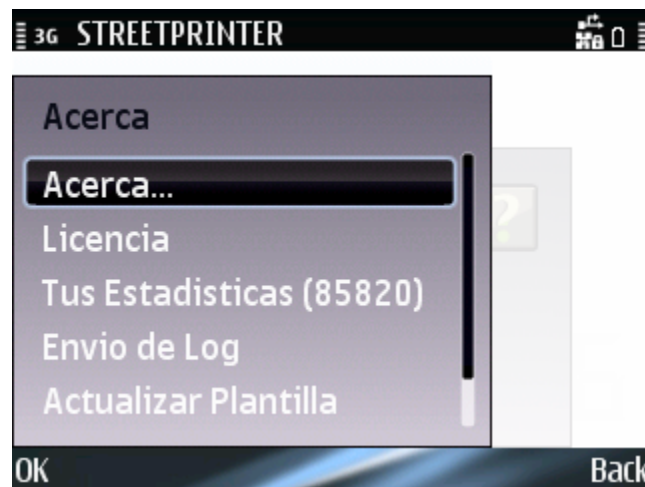 3G STREETPRINTER
Acerca
Acerca...
Licencia
Tus Estadisticas (85820)
Envio de Log
Actualizar Plantilla
?
OK Back